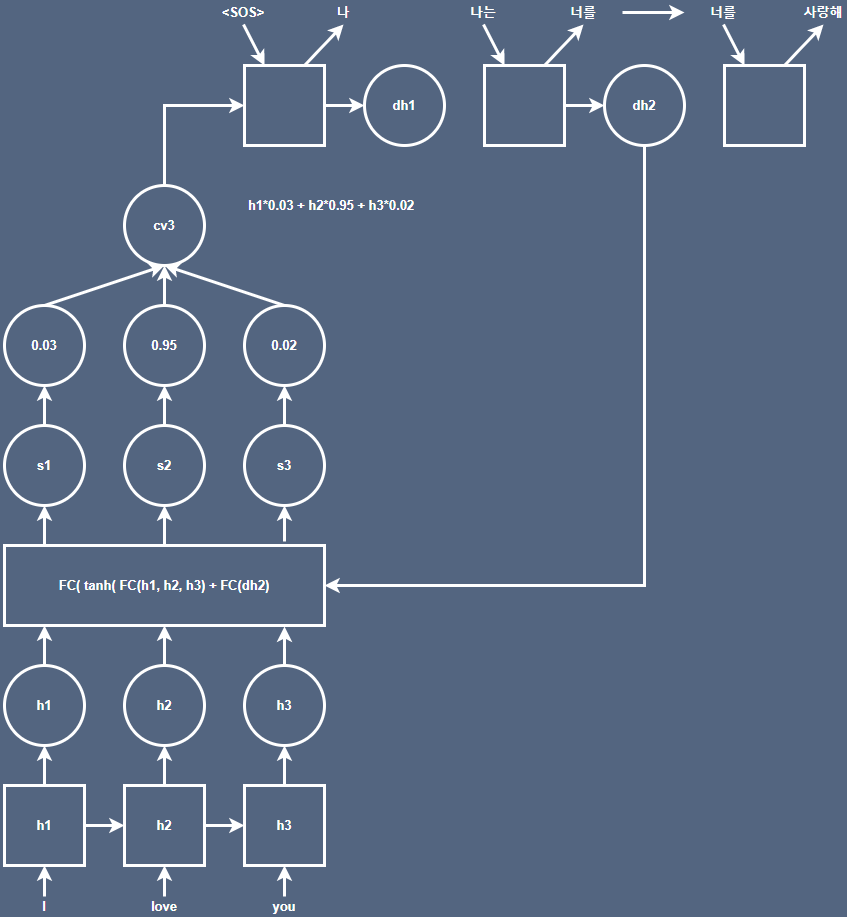 <SOS> 나 나는 너를 너를 사랑해
dh1 dh2
cv3 h1*0.03 + h2*0.95 + h3*0.02
0.03 0.95 0.02
s1 s2 s3
FC( tanh( FC(h1, h2, h3) + FC(dh2)
h1 h2 h3
h1 h2 h3
I love you